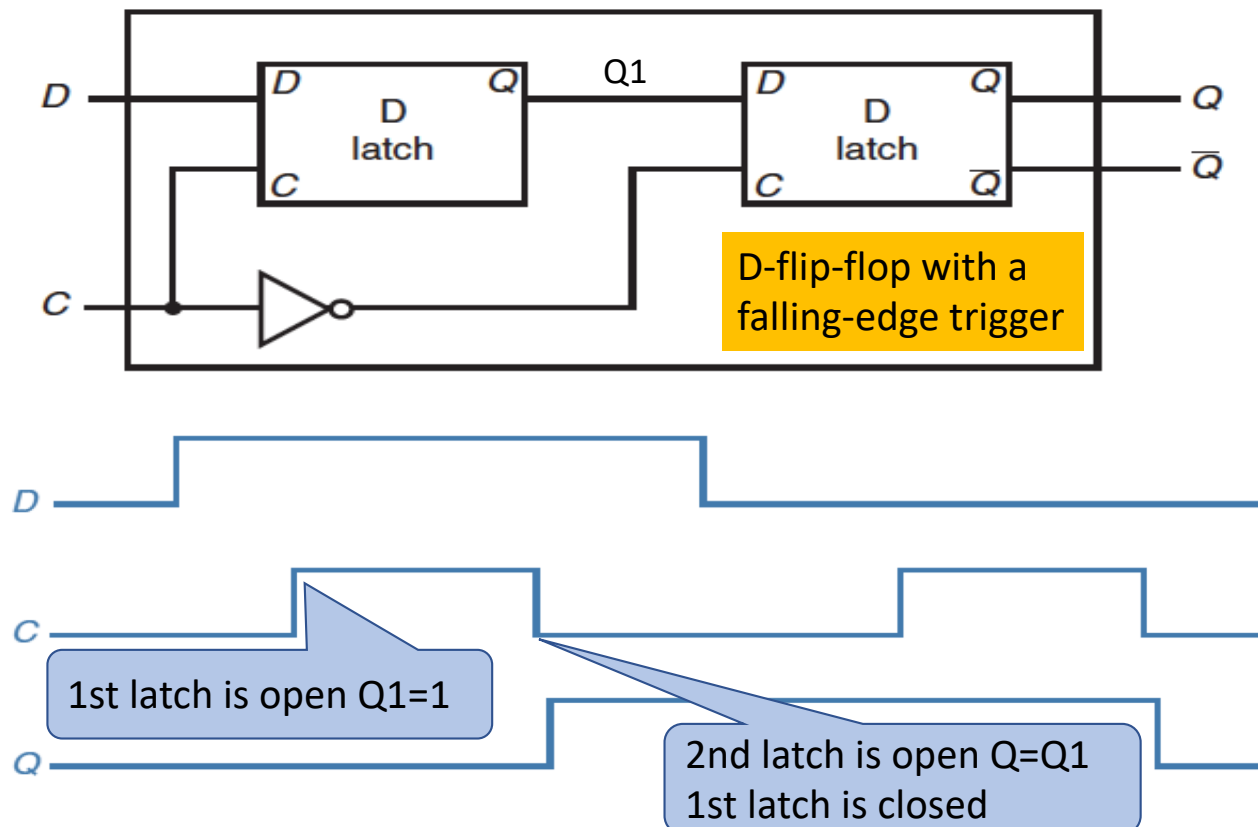 Q1
D
D
Q
D
Q
Q
D
latch
D
latch
C
C
Q̅
Q̅
C
D-flip-flop with a
falling-edge trigger
D
C
1st latch is open Q1=1
Q
2nd latch is open Q=Q1
1st latch is closed